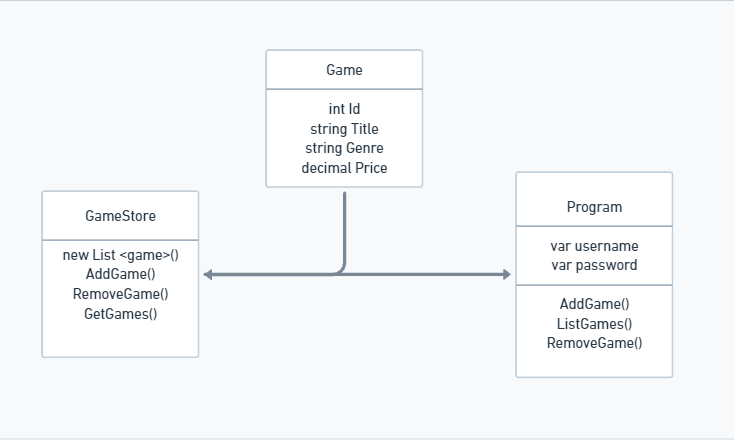 Game
int Id
string Title
string Genre
decimal Price
GameStore
new List <game>()
AddGame()
RemoveGame()
GetGames()
Program
var username
var password
AddGame()
ListGames()
RemoveGame()